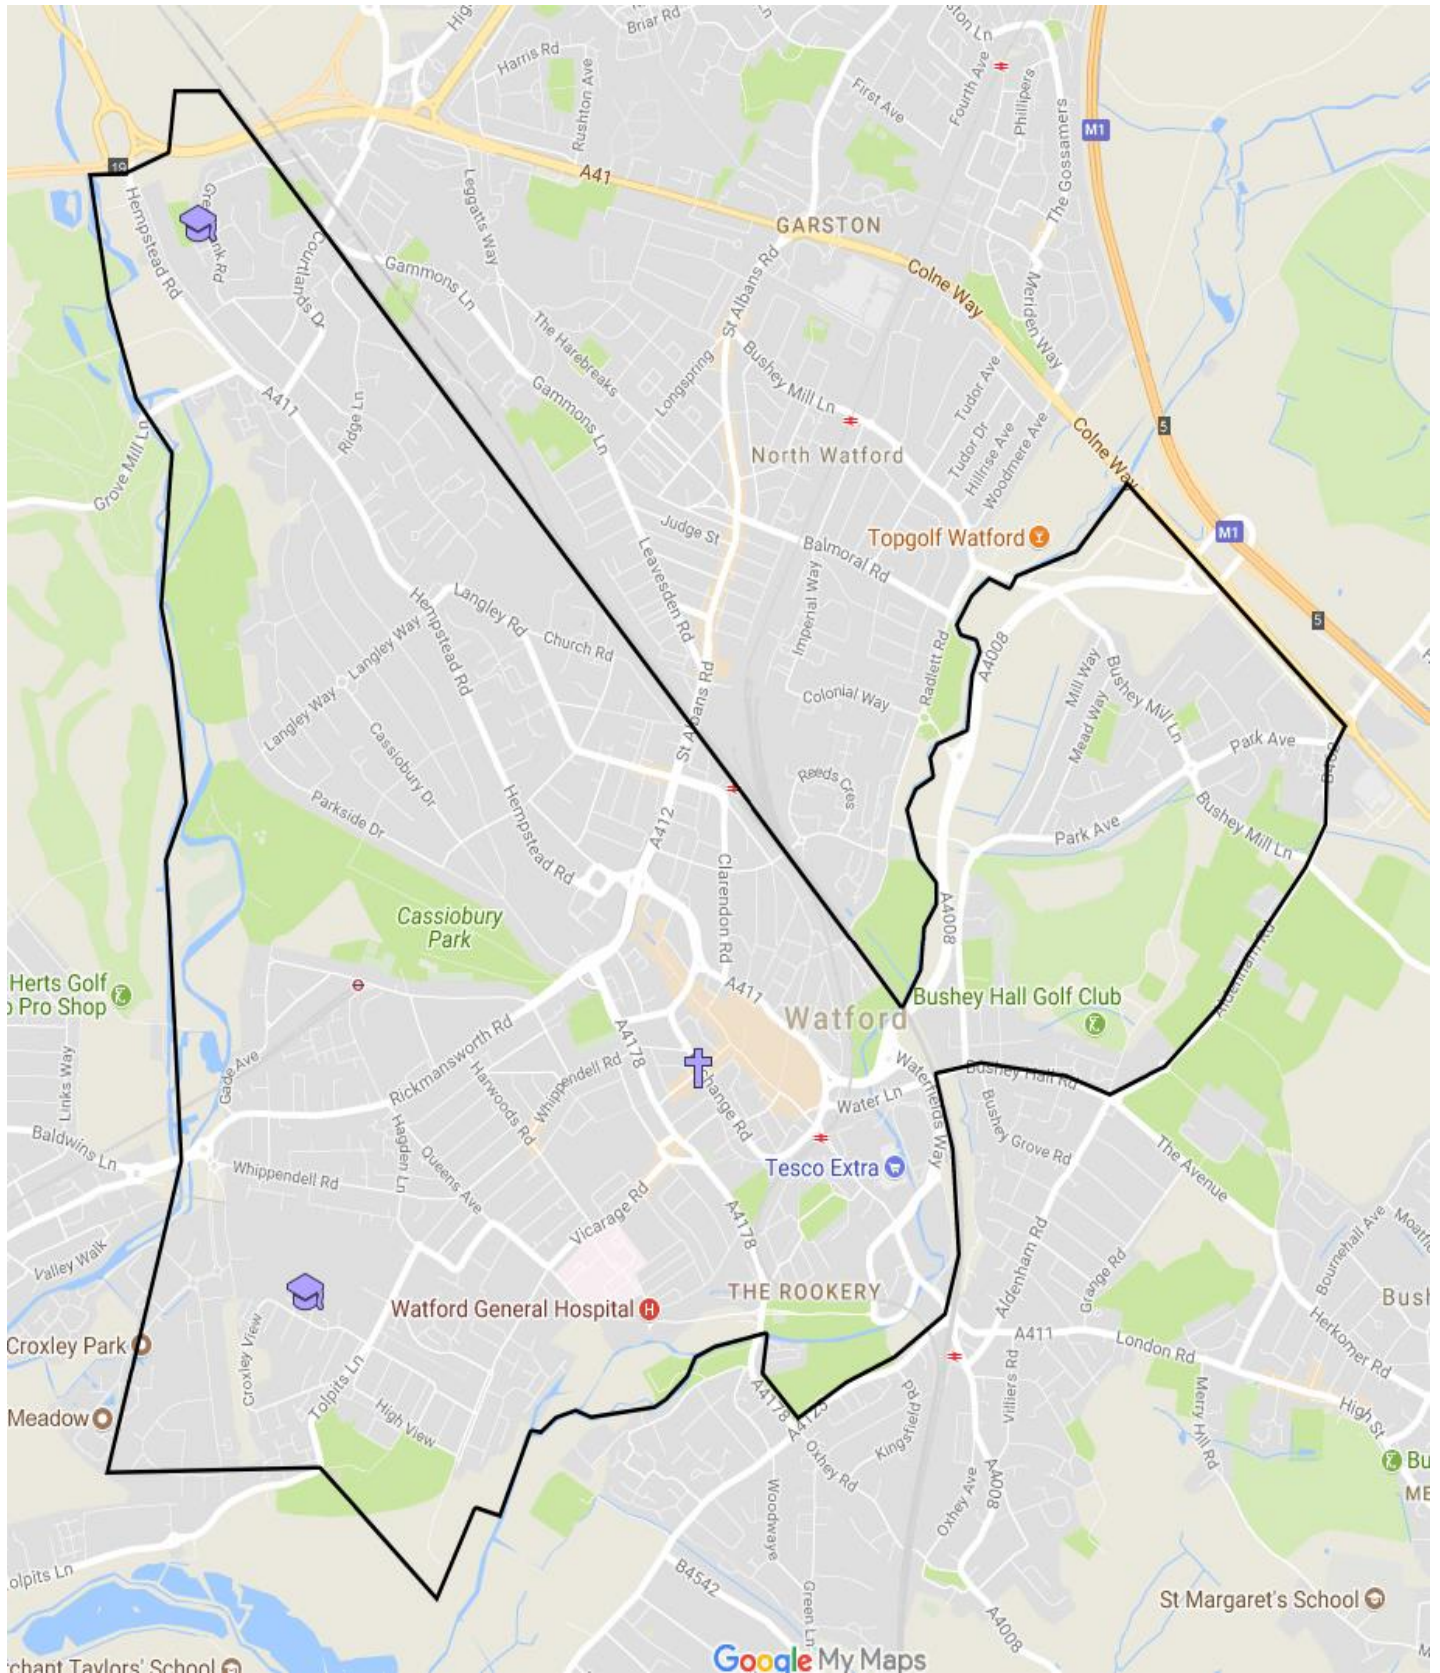 Briar Rd
Harris Rd
Rushton Ave
First Ave
Fourth Ave
Phillipers
The Gossamers
M1
19
A41
Hempstead Rd
Courtlands Dr
Leggatts Way
GARSTON
Gammons Ln
St Albans Rd
Colne Way
Meriden Way
The Harebreaks
Longspring
Bushey Mill Ln
Tudor Ave
A411
Ridge Ln
Gammons Ln
Tudor Dr
Hillrise Ave
Woodmere Ave
Grove Mill Ln
North Watford
Colne Way
5
Judge St
Topgolf Watford
M1
Balmoral Rd
Leavesden Rd
Imperial Way
Hempstead Rd
Langley Rd
Langley Way
Church Rd
Radlett Rd
A4008
5
Mill Way
Bushey Mill Ln
Mead Way
Colonial Way
Langley Way
St Albans Rd
Cassiobury Dr
Park Ave
Reeds Cres
Parkside Dr
Hempstead Rd
A412
Park Ave
Bushey Mill Ln
Clarendon Rd
A4008
Cassiobury
Park
Aldenham Rd
Herts Golf
o Pro Shop
A411
Bushey Hall Golf Club
Watford
A4178
Rickmansworth Rd
Links Way
Gade Ave
Harwoods Rd
Whippendell Rd
Waterfields Way
Bushey Hall Rd
Water Ln
Bushey Grove Rd
Baldwins Ln
Hagden Ln
Queens Ave
Whippendell Rd
Tesco Extra
The Avenue
Vicarage Rd
A4178
Valley Walk
Aldenham Rd
Grange Rd
Bournehall Ave
THE ROOKERY
Watford General Hospital
H
Bush
Croxley Park
Croxley View
A411
London Rd
Herkomer Rd
Tolpits Ln
Villiers Rd
Merry Hill Rd
High St
Meadow
High View
A4178
A4125
Oxhey Rd
Kingsfield Rd
Bu
ME
Woodwaye
Oxhey Ave
A4008
olpits Ln
B4542
Green Ln
A4008
St Margaret's School
chant Taylors' School
Google My Maps